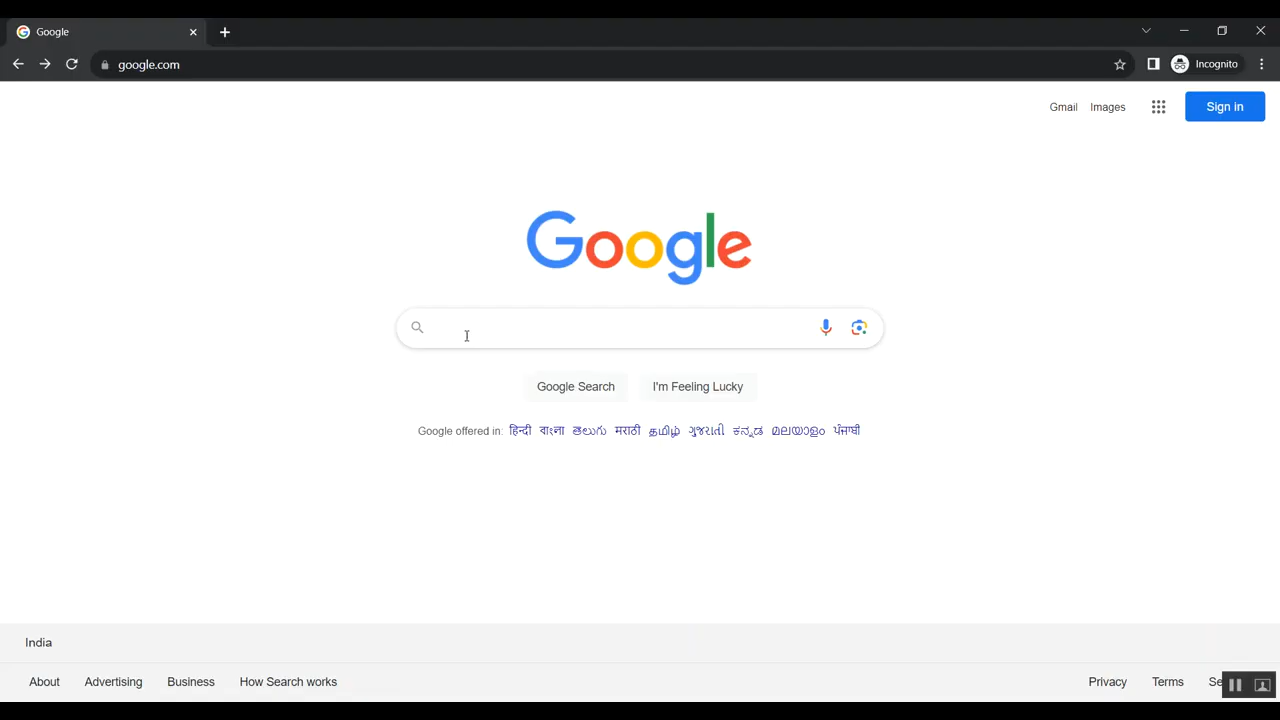 Google
google.com
Incognito
Gmail Images Sign in
Google
Google Search I'm Feeling Lucky
Google offered in: हिन्दी বাংলা తెలుగు मराठी தமிழ் ગુજરાતી ಕನ್ನಡ മലയാളം ਪੰਜਾਬੀ
India
About Advertising Business How Search works Privacy Terms